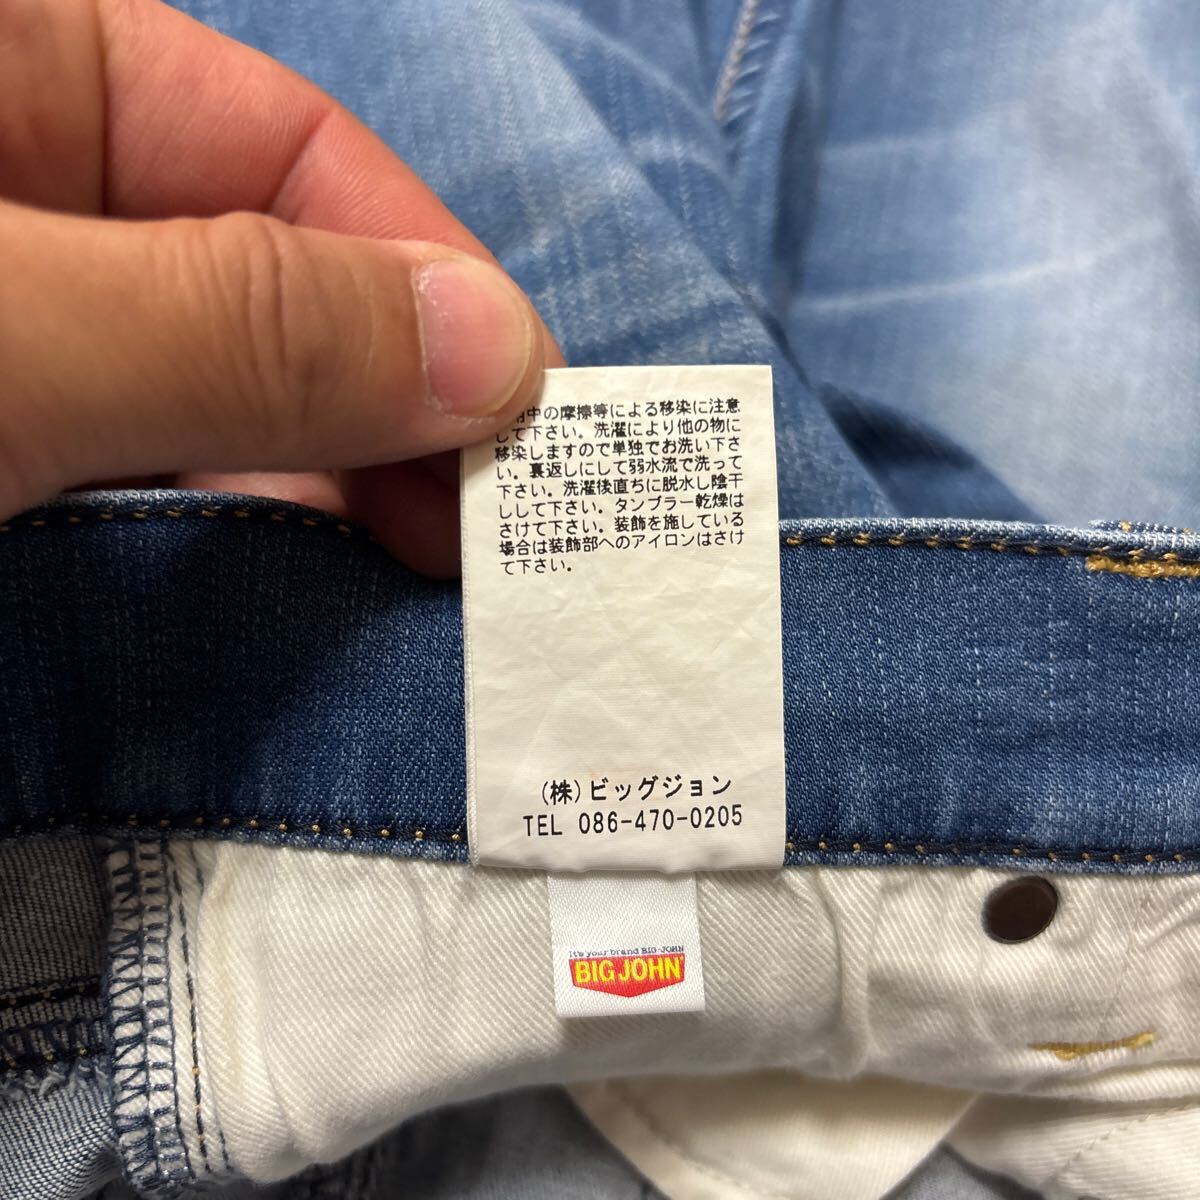 中の摩擦等による移染に注意
して下さい。洗濯により他の物に
移染しますので単独でお洗い下さ
い。裏返しにして弱水流で洗って
下さい。洗濯後直ちに脱水し陰干
しして下さい。タンブラー乾燥は
さけて下さい。装飾を施している
場合は装飾部へのアイロンはさけ
て下さい。
(株)ビッグジョン
TEL 086-470-0205
It's your brand BIG-JOHN
BIG JOHN